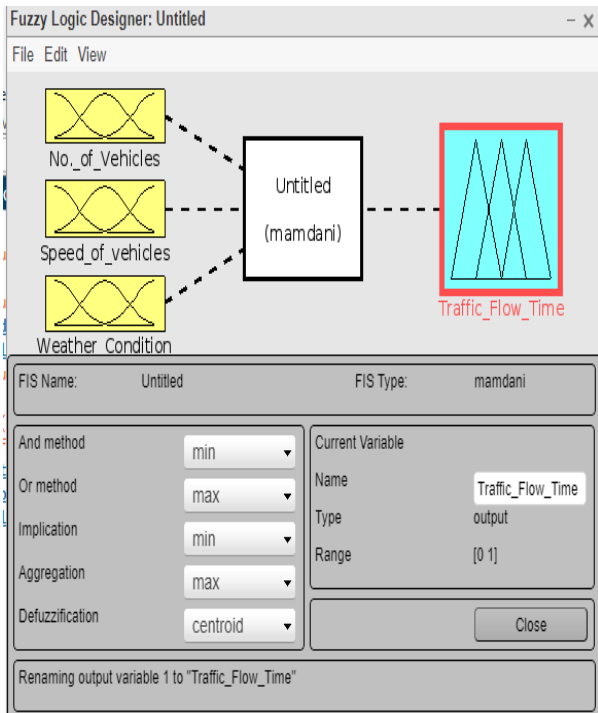 Fuzzy Logic Designer: Untitled
File Edit View
No._of_Vehicles
Speed_of_vehicles
Weather_Condition
Untitled
(mamdani)
Traffic_Flow_Time
FIS Name: Untitled FIS Type: mamdani
And method min
Or method max
Implication min
Aggregation max
Defuzzification centroid
Current Variable
Name Traffic_Flow_Time
Type output
Range [0 1]
Close
Renaming output variable 1 to "Traffic_Flow_Time"